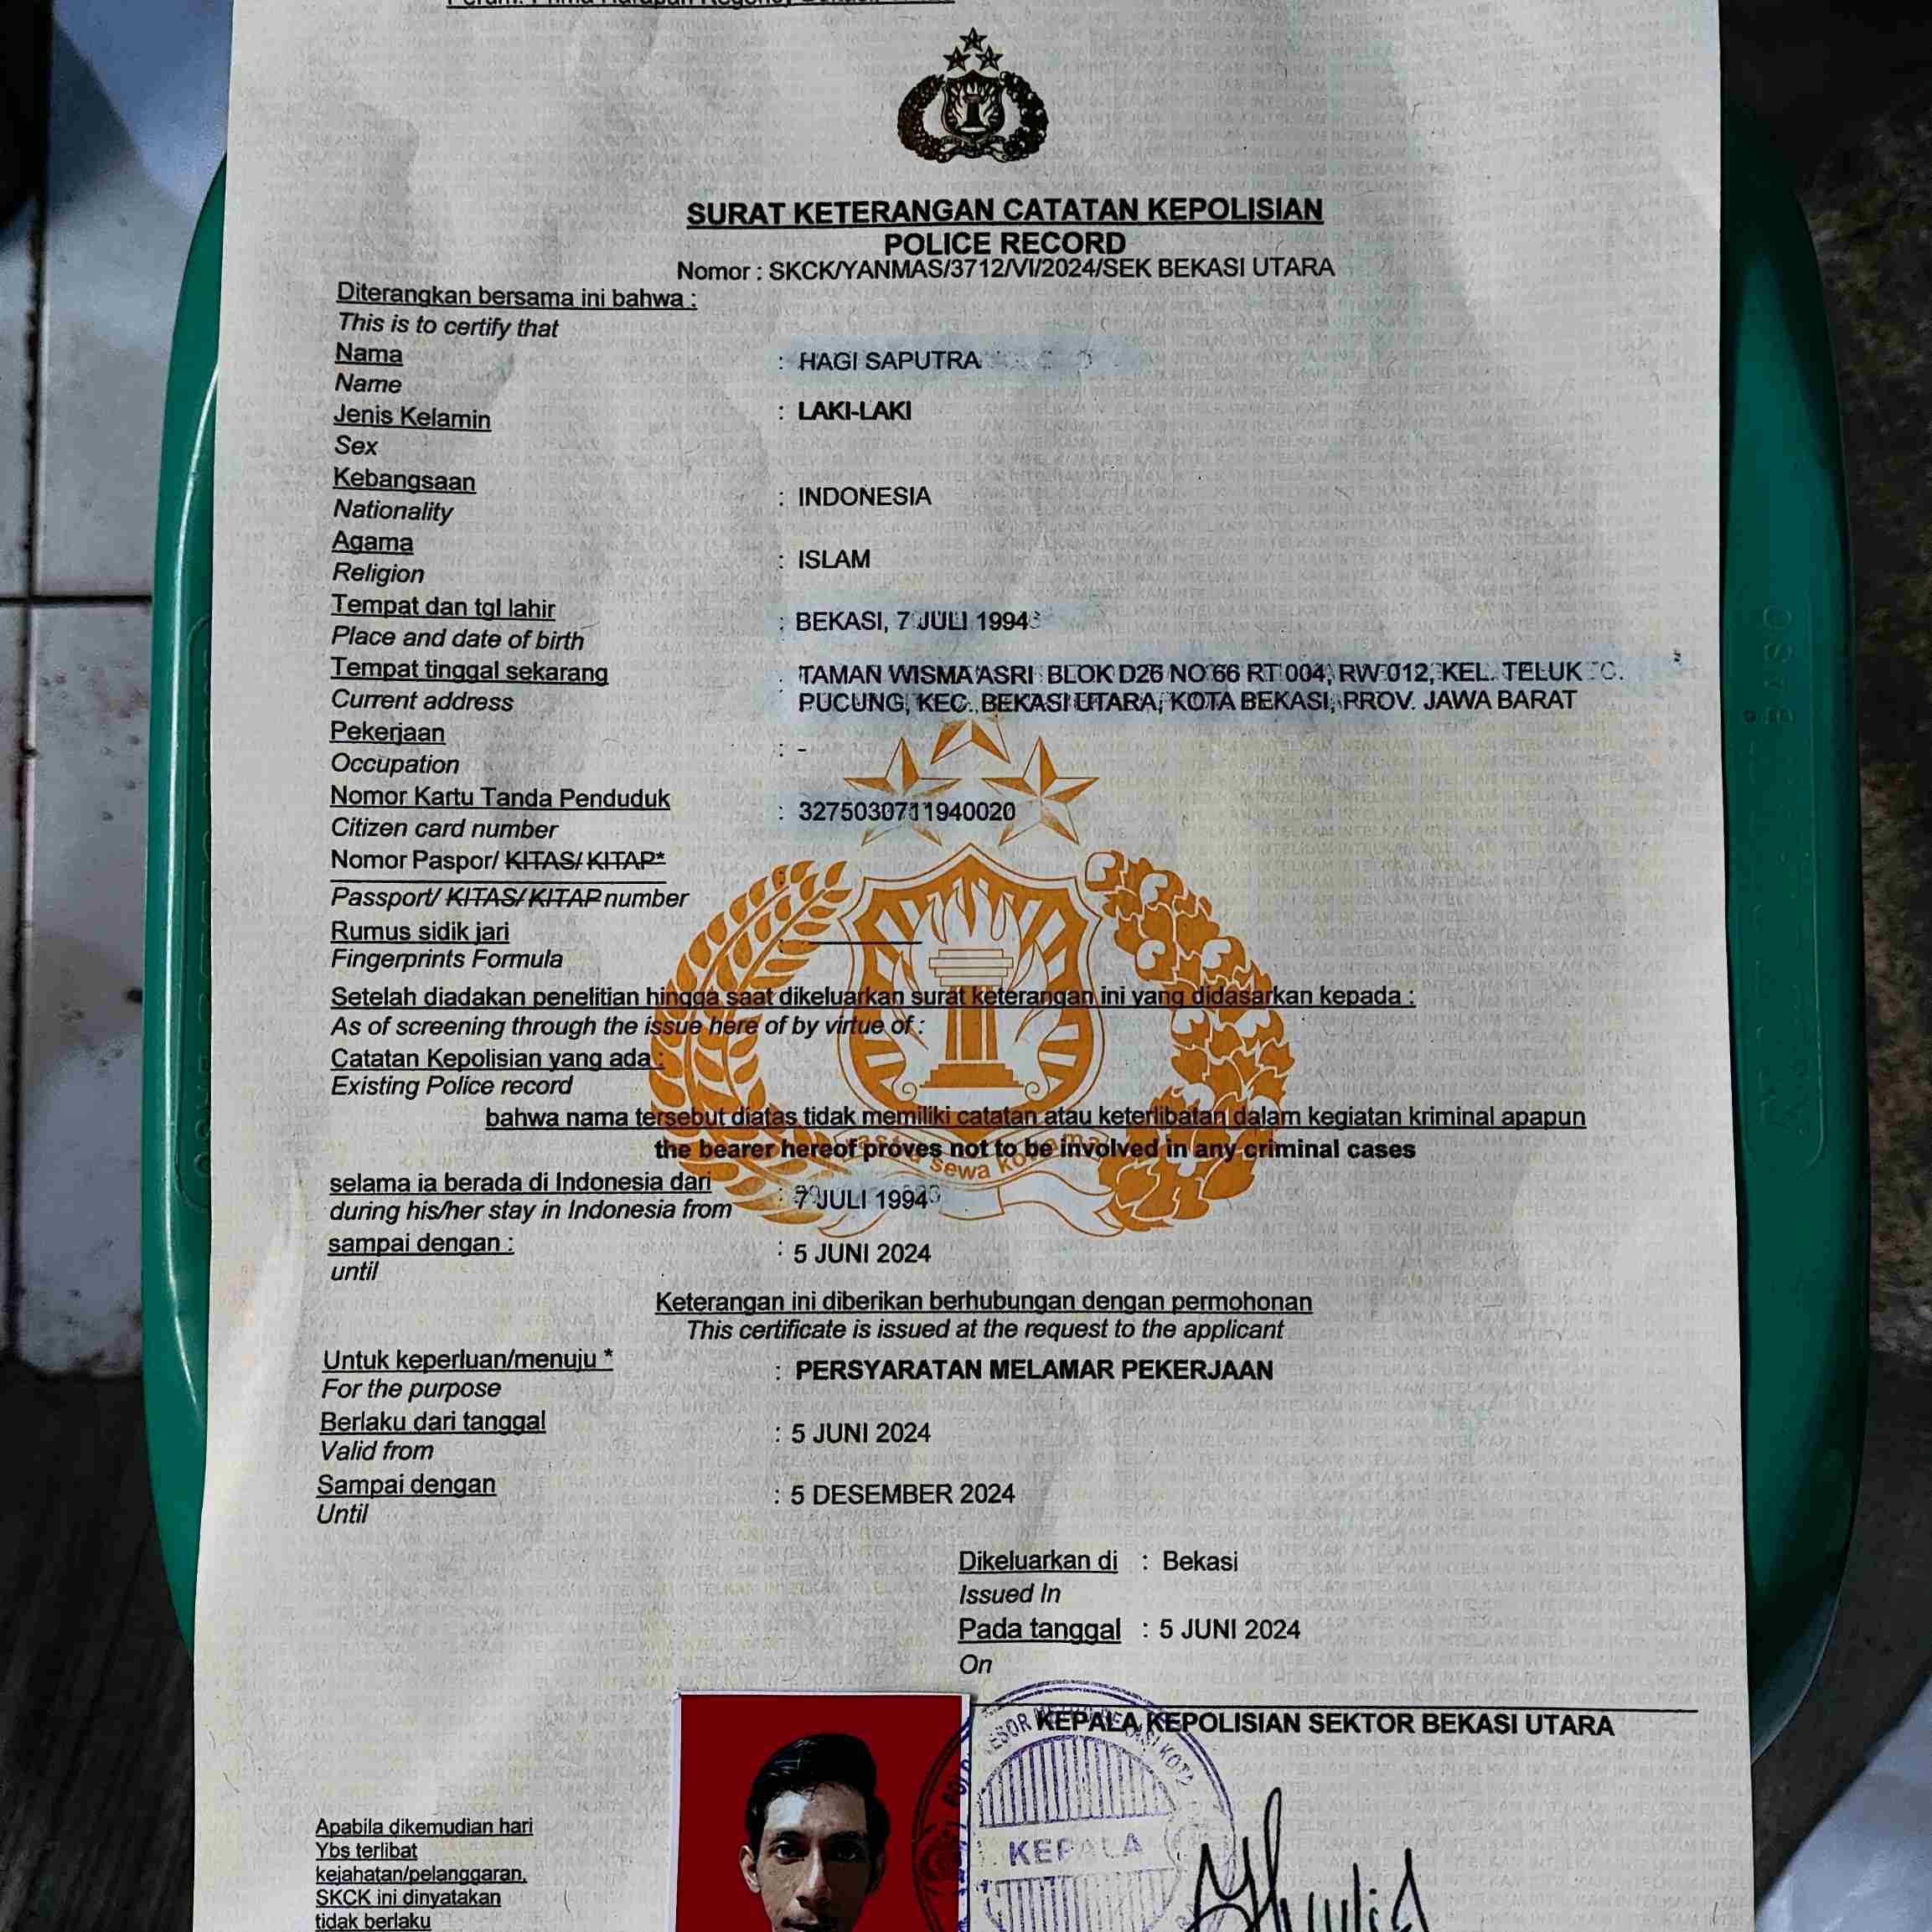 SURAT KETERANGAN CATATAN KEPOLISIAN
POLICE RECORD
Nomor : SKCK/YANMAS/3712/VI/2024/SEK BEKASI UTARA
Diterangkan bersama ini bahwa :
This is to certify that
Nama : HAGI SAPUTRA
Name
Jenis Kelamin : LAKI-LAKI
Sex
Kebangsaan : INDONESIA
Nationality
Agama : ISLAM
Religion
Tempat dan tgl lahir : BEKASI, 7 JULI 1994
Place and date of birth
Tempat tinggal sekarang : TAMAN WISMA ASRI BLOK D26 NO 66 RT 004, RW 012, KEL. TELUK
Current address PUCUNG, KEC. BEKASI UTARA, KOTA BEKASI, PROV. JAWA BARAT
Pekerjaan : -
Occupation
Nomor Kartu Tanda Penduduk : 3275030711940020
Citizen card number
Nomor Paspor/ KITAS/ KITAP* :
Passport/ KITAS/ KITAP number
Rumus sidik jari :
Fingerprints Formula
Setelah diadakan penelitian hingga saat dikeluarkan surat keterangan ini yang didasarkan kepada :
As of screening through the issue here of by virtue of :
Catatan Kepolisian yang ada :
Existing Police record
bahwa nama tersebut diatas tidak memiliki catatan atau keterlibatan dalam kegiatan kriminal apapun
the bearer hereof proves not to be involved in any criminal cases
selama ia berada di Indonesia dari : 7 JULI 1994
during his/her stay in Indonesia from
sampai dengan : : 5 JUNI 2024
until
Keterangan ini diberikan berhubungan dengan permohonan
This certificate is issued at the request to the applicant
Untuk keperluan/menuju * : PERSYARATAN MELAMAR PEKERJAAN
For the purpose
Berlaku dari tanggal : 5 JUNI 2024
Valid from
Sampai dengan : 5 DESEMBER 2024
Until
Dikeluarkan di : Bekasi
Issued In
Pada tanggal : 5 JUNI 2024
On
KEPALA KEPOLISIAN SEKTOR BEKASI UTARA
KEPALA
Apabila dikemudian hari
Ybs terlibat
kejahatan/pelanggaran,
SKCK ini dinyatakan
tidak berlaku